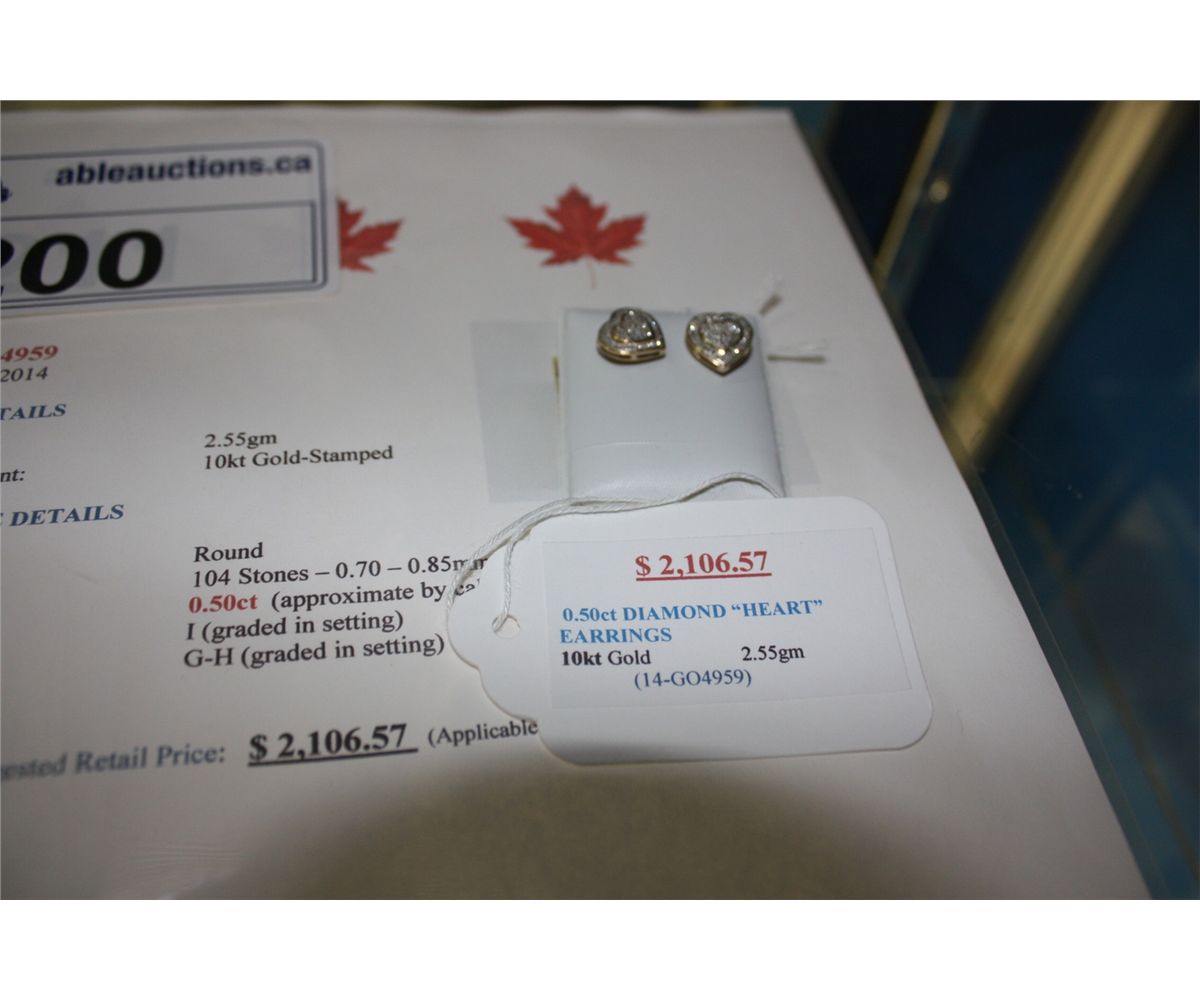 ableauctions.ca
200
4959
2014
TAILS
2.55gm
10kt Gold-Stamped
nt:
DETAILS
Round
104 Stones – 0.70 – 0.85mm
0.50ct (approximate by
I (graded in setting)
G-H (graded in setting)
ested Retail Price: $ 2,106.57 (Applicable
$ 2,106.57
0.50ct DIAMOND “HEART”
EARRINGS
10kt Gold 2.55gm
(14-GO4959)